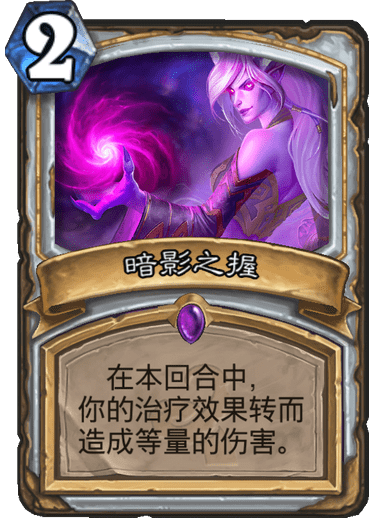 2
暗影之握
在本回合中，
你的治疗效果转而
造成等量的伤害。